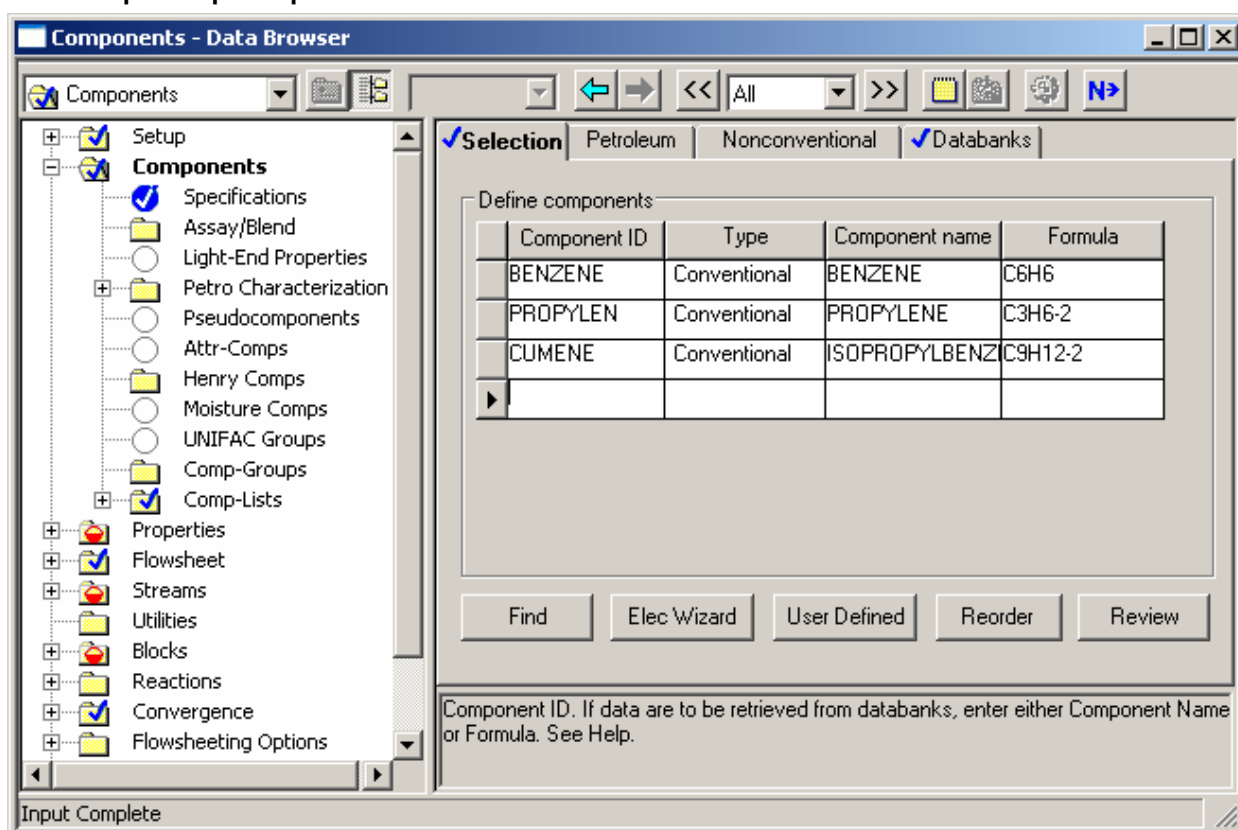 Components - Data Browser
Components
<< All >>
N>
Setup
Components
Specifications
Assay/Blend
Light-End Properties
Petro Characterization
Pseudocomponents
Attr-Comps
Henry Comps
Moisture Comps
UNIFAC Groups
Comp-Groups
Comp-Lists
Properties
Flowsheet
Streams
Utilities
Blocks
Reactions
Convergence
Flowsheeting Options
Selection Petroleum Nonconventional Databanks
Define components
Component ID Type Component name Formula
BENZENE Conventional BENZENE C6H6
PROPYLEN Conventional PROPYLENE C3H6-2
CUMENE Conventional ISOPROPYLBENZ C9H12-2
Find Elec Wizard User Defined Reorder Review
Component ID. If data are to be retrieved from databanks, enter either Component Name
or Formula. See Help.
Input Complete